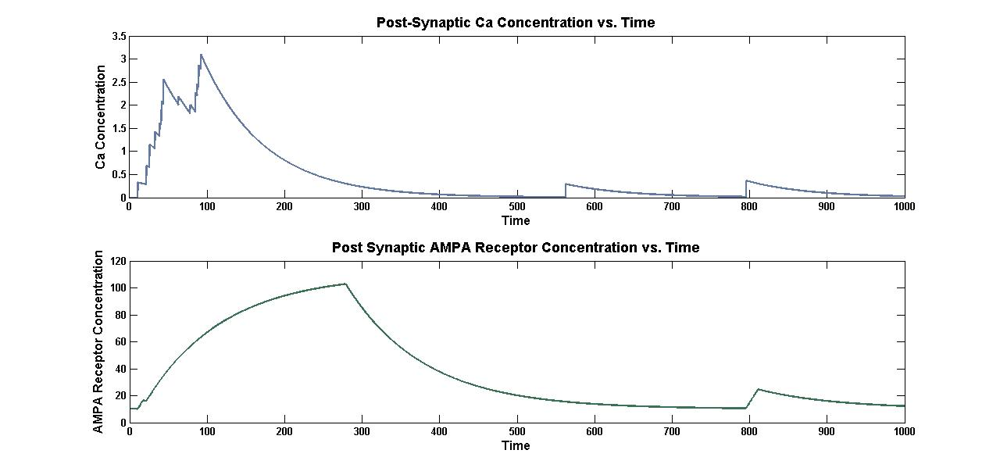 Post-Synaptic Ca Concentration vs. Time
Ca Concentration
3.5
3
2.5
2
1.5
1
0.5
0
0 100 200 300 400 500 600 700 800 900 1000
Time
Post Synaptic AMPA Receptor Concentration vs. Time
AMPA Receptor Concentration
120
100
80
60
40
20
0
0 100 200 300 400 500 600 700 800 900 1000
Time